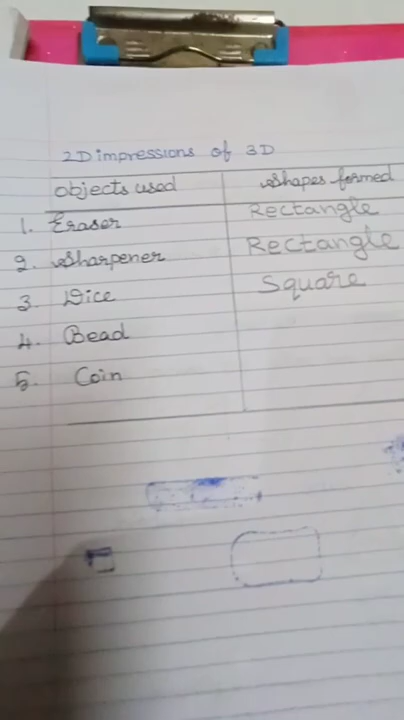 2D impressions of 3D
objects used shapes formed
1. Eraser Rectangle
2. Sharpener Rectangle
3. Dice Square
4. Bead
5. Coin